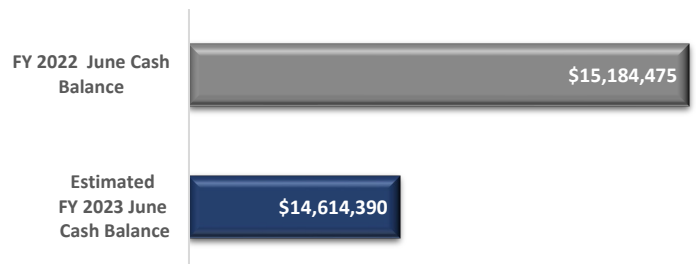 FY 2022 June Cash
Balance
$15,184,475
Estimated
FY 2023 June
Cash Balance
$14,614,390